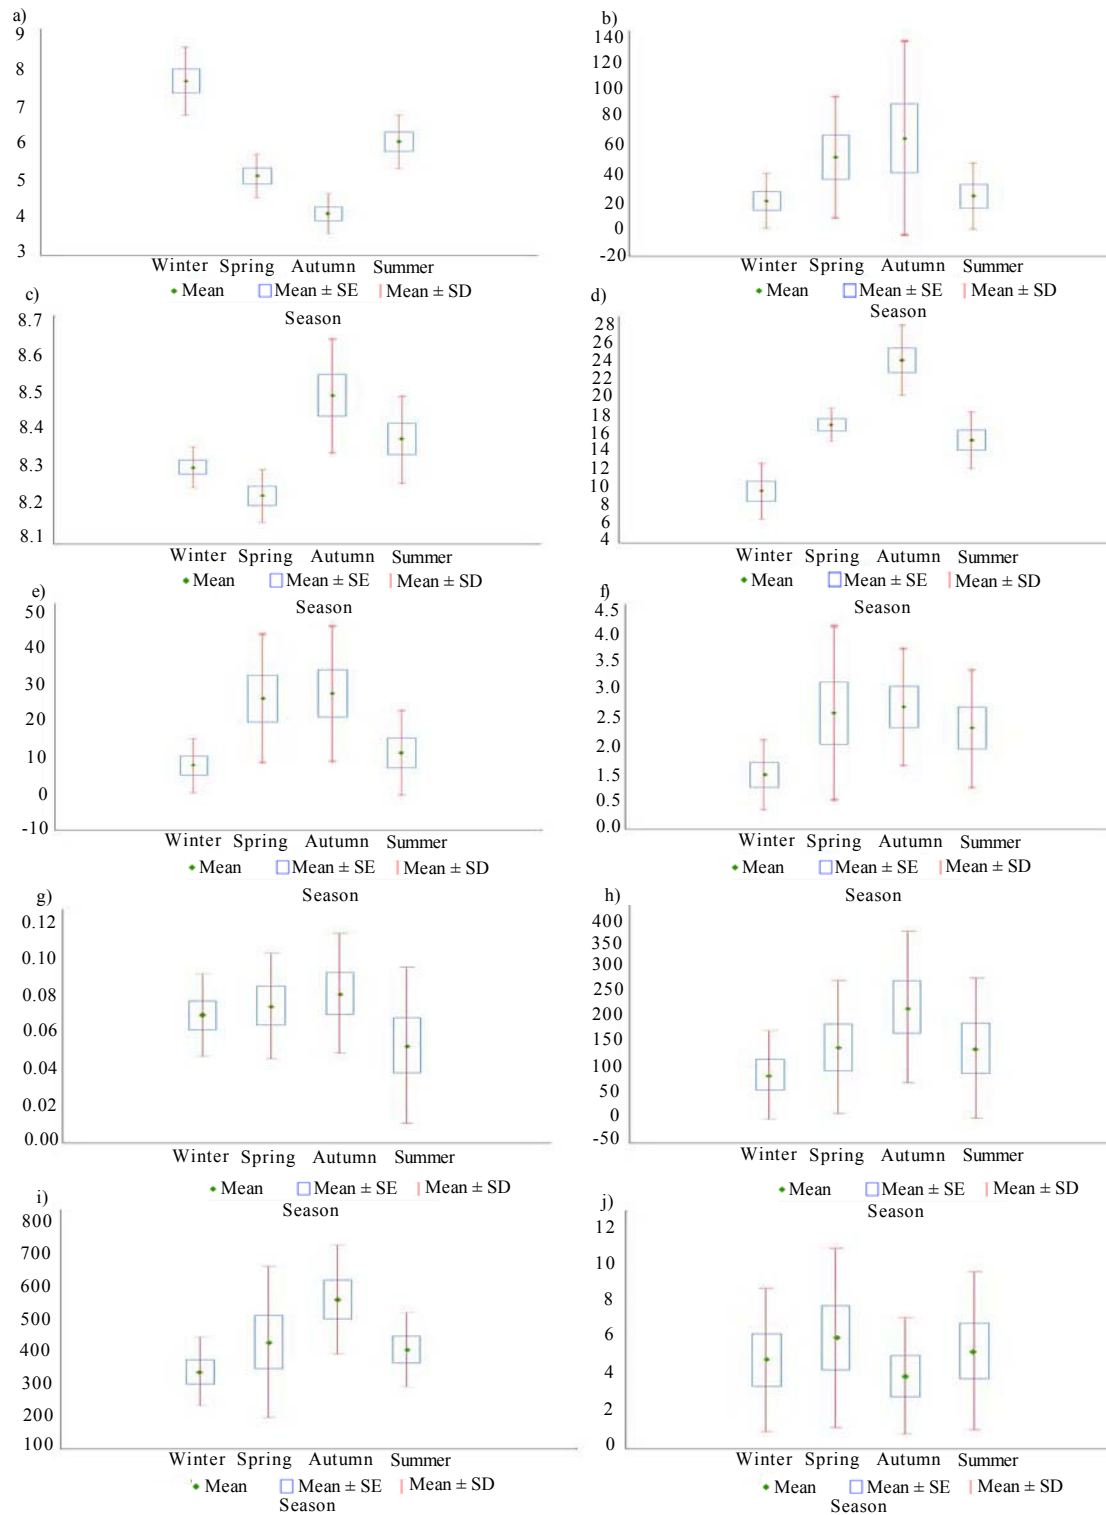 a)
9
8
7
6
5
4
3
Winter Spring Autumn Summer
Mean Mean ± SE Mean ± SD
Season
b)
140
120
100
80
60
40
20
0
-20
Winter Spring Autumn Summer
Mean Mean ± SE Mean ± SD
Season
c)
8.7
8.6
8.5
8.4
8.3
8.2
8.1
Winter Spring Autumn Summer
Mean Mean ± SE Mean ± SD
Season
d)
28
26
24
22
20
18
16
14
12
10
8
6
4
Winter Spring Autumn Summer
Mean Mean ± SE Mean ± SD
Season
e)
50
40
30
20
10
0
-10
Winter Spring Autumn Summer
Mean Mean ± SE Mean ± SD
Season
f)
4.5
4.0
3.5
3.0
2.5
2.0
1.5
0.5
0.0
Winter Spring Autumn Summer
Mean Mean ± SE Mean ± SD
Season
g)
0.12
0.10
0.08
0.06
0.04
0.02
0.00
Winter Spring Autumn Summer
Mean Mean ± SE Mean ± SD
Season
h)
400
350
300
250
200
150
100
50
0
-50
Winter Spring Autumn Summer
Mean Mean ± SE Mean ± SD
Season
i)
800
700
600
500
400
300
200
100
Winter Spring Autumn Summer
Mean Mean ± SE Mean ± SD
Season
j)
12
10
8
6
4
2
0
Winter Spring Autumn Summer
Mean Mean ± SE Mean ± SD
Season